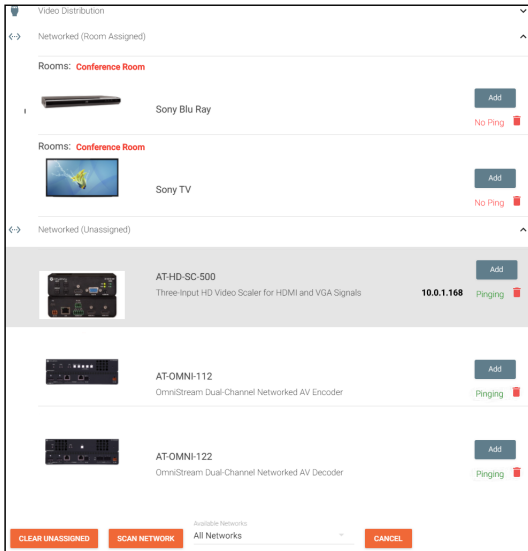 Video Distribution
Networked (Room Assigned)
Rooms: Conference Room
Add
Sony Blu Ray
No Ping
Rooms: Conference Room
Add
Sony TV
No Ping
Networked (Unassigned)
Add
AT-HD-SC-500
Three-Input HD Video Scaler for HDMI and VGA Signals 10.0.1.168 Pinging
Add
AT-OMNI-112
OmniStream Dual-Channel Networked AV Encoder Pinging
Add
AT-OMNI-122
OmniStream Dual-Channel Networked AV Decoder Pinging
Available Networks
CLEAR UNASSIGNED SCAN NETWORK All Networks CANCEL